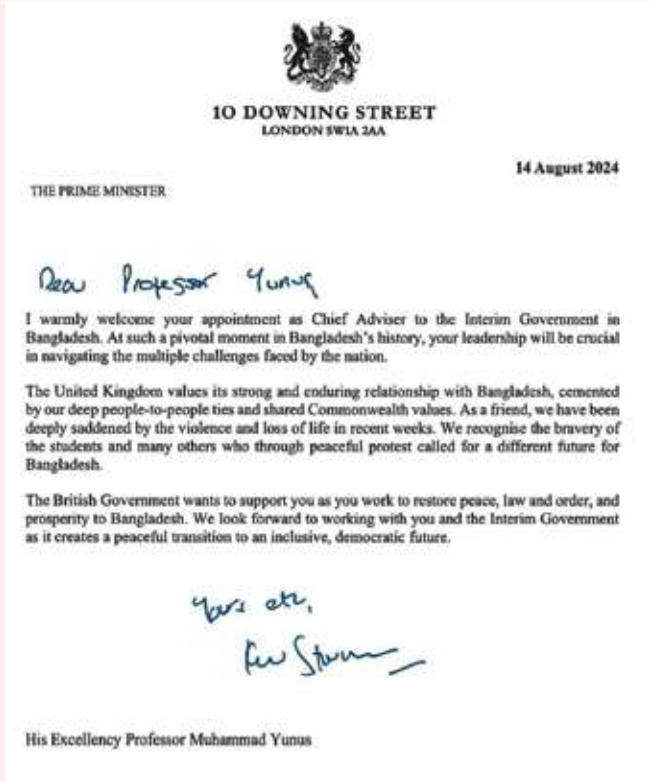 10 DOWNING STREET
LONDON SW1A 2AA
14 August 2024
THE PRIME MINISTER
Dear Professor Yunus
I warmly welcome your appointment as Chief Adviser to the Interim Government in
Bangladesh. At such a pivotal moment in Bangladesh's history, your leadership will be crucial
in navigating the multiple challenges faced by the nation.
The United Kingdom values its strong and enduring relationship with Bangladesh, cemented
by our deep people-to-people ties and shared Commonwealth values. As a friend, we have been
deeply saddened by the violence and loss of life in recent weeks. We recognise the bravery of
the students and many others who through peaceful protest called for a different future for
Bangladesh.
The British Government wants to support you as you work to restore peace, law and order, and
prosperity to Bangladesh. We look forward to working with you and the Interim Government
as it creates a peaceful transition to an inclusive, democratic future.
Yours etc,
Keir Starmer
His Excellency Professor Muhammad Yunus